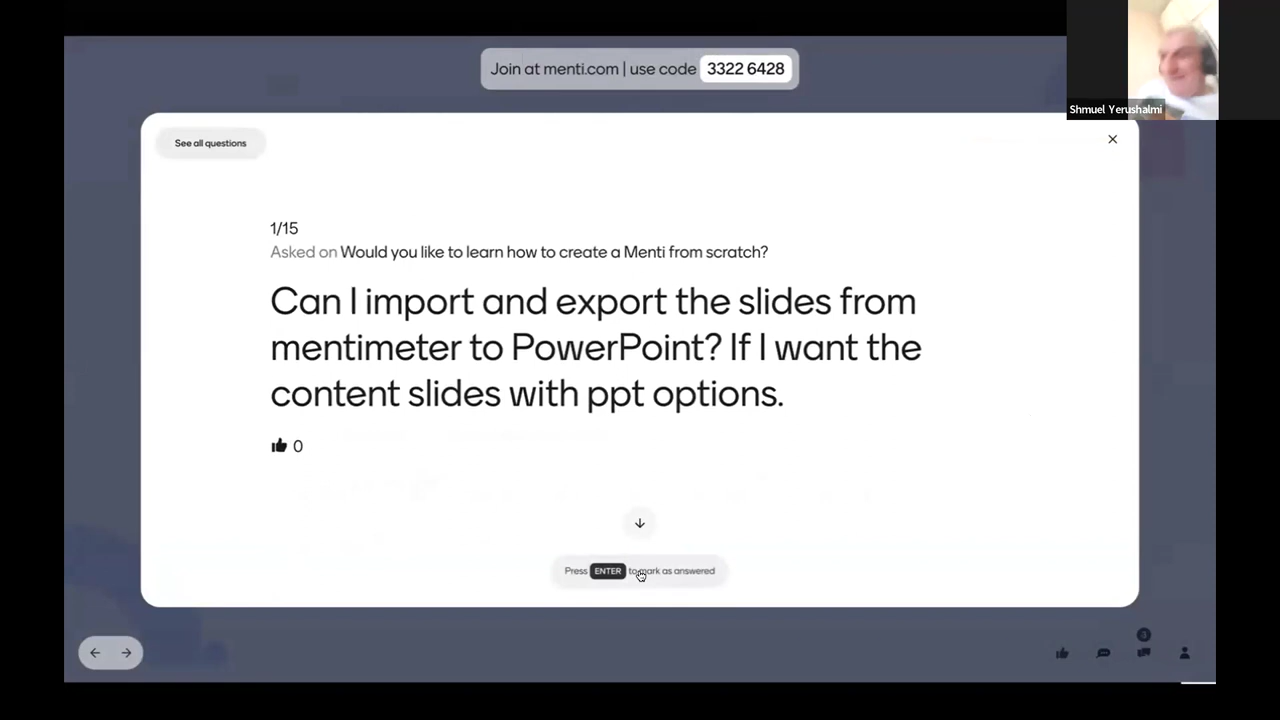 Join at menti.com | use code 3322 6428
Shmuel Yerushalmi
See all questions
1/15
Asked on Would you like to learn how to create a Menti from scratch?
Can I import and export the slides from
mentimeter to PowerPoint? If I want the
content slides with ppt options.
0
Press ENTER to mark as answered
3